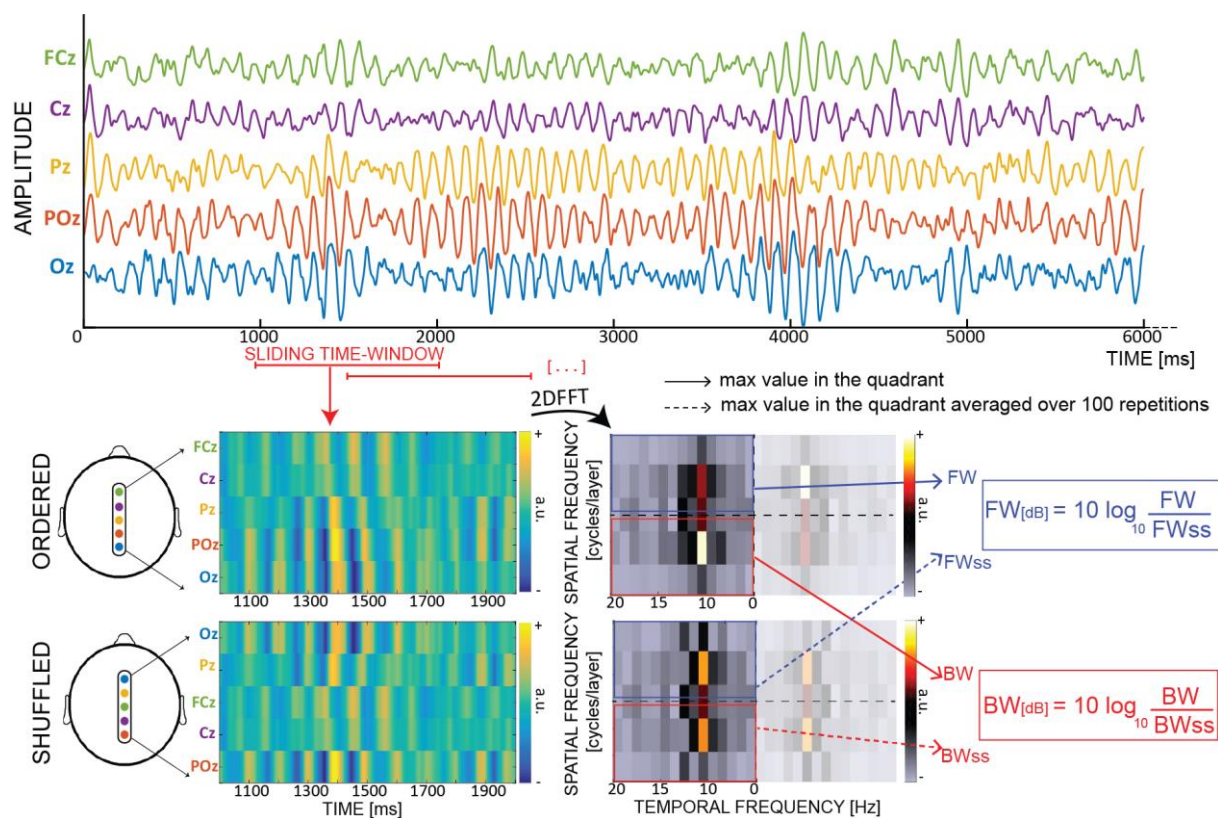 AMPLITUDE
FCz
Cz
Pz
POz
Oz
0 1000 2000 3000 4000 5000 6000
TIME [ms]
SLIDING TIME-WINDOW
[...]
2DFFT
max value in the quadrant
max value in the quadrant averaged over 100 repetitions
ORDERED
FCz
Cz
Pz
POz
Oz
1100 1300 1500 1700 1900
+
a.u.
-
SPATIAL FREQUENCY
[cycles/layer]
20 15 10 0
+
a.u.
-
FW
FWss
FW[dB] = 10 log10 FW
FWss
SHUFFLED
Oz
Pz
FCz
Cz
POz
1100 1300 1500 1700 1900
TIME [ms]
+
a.u.
-
SPATIAL FREQUENCY
[cycles/layer]
20 15 10 0
TEMPORAL FREQUENCY [Hz]
+
a.u.
-
BW
BWss
BW[dB] = 10 log10 BW
BWss